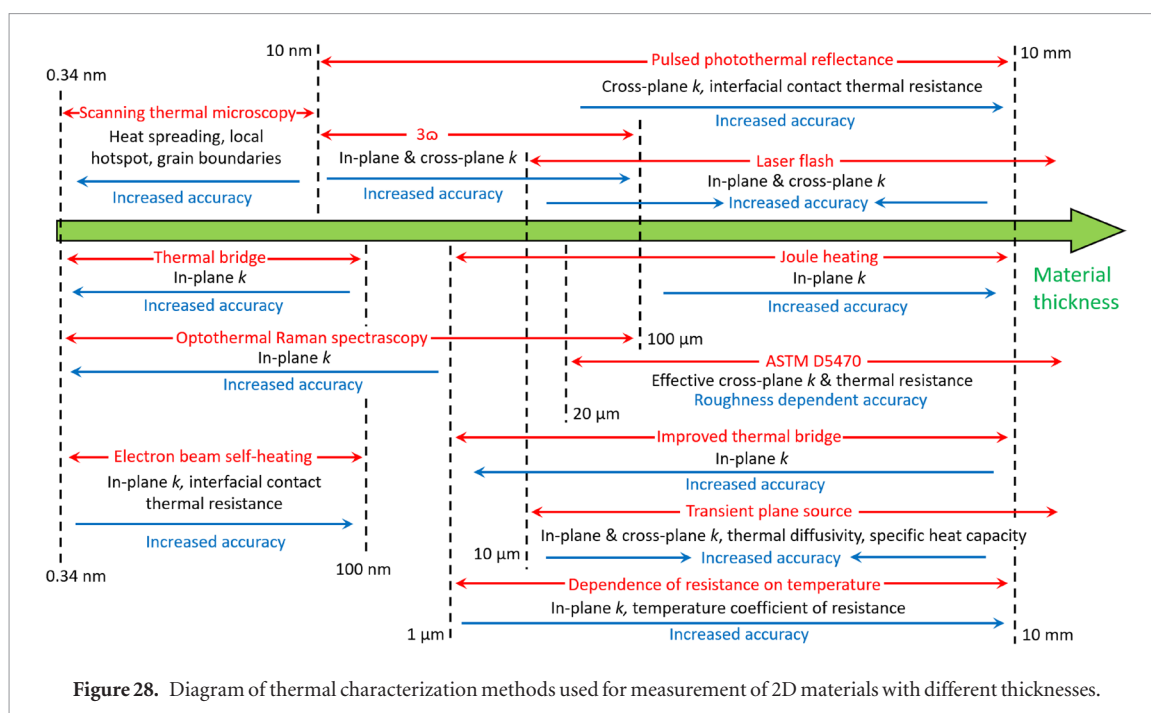 10 nm
Pulsed photothermal reflectance
10 mm
0.34 nm
Cross-plane k, interfacial contact thermal resistance
Increased accuracy
Scanning thermal microscopy
Heat spreading, local
hotspot, grain boundaries
Increased accuracy
3ϖ
In-plane & cross-plane k
Increased accuracy
Laser flash
In-plane & cross-plane k
Increased accuracy
Thermal bridge
In-plane k
Increased accuracy
Joule heating
In-plane k
Increased accuracy
Material
thickness
Optothermal Raman spectrascopy
In-plane k
Increased accuracy
100 µm
ASTM D5470
Effective cross-plane k & thermal resistance
Roughness dependent accuracy
20 µm
Improved thermal bridge
In-plane k
Increased accuracy
Electron beam self-heating
In-plane k, interfacial contact
thermal resistance
Increased accuracy
Transient plane source
In-plane & cross-plane k, thermal diffusivity, specific heat capacity
Increased accuracy
10 µm
0.34 nm
100 nm
Dependence of resistance on temperature
In-plane k, temperature coefficient of resistance
Increased accuracy
1 µm
10 mm
Figure 28. Diagram of thermal characterization methods used for measurement of 2D materials with different thicknesses.